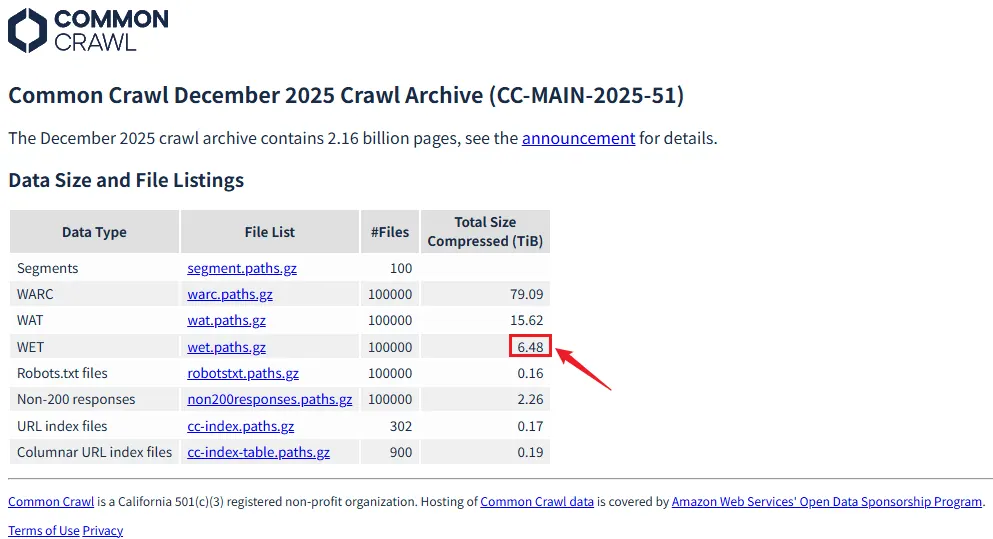 COMMON
CRAWL
Common Crawl December 2025 Crawl Archive (CC-MAIN-2025-51)
The December 2025 crawl archive contains 2.16 billion pages, see the announcement for details.
Data Size and File Listings
Data Type File List #Files Total Size Compressed (TiB)
Segments segment.paths.gz 100
WARC warc.paths.gz 100000 79.09
WAT wat.paths.gz 100000 15.62
WET wet.paths.gz 100000 6.48
Robots.txt files robotstxt.paths.gz 100000 0.16
Non-200 responses non200responses.paths.gz 100000 2.26
URL index files cc-index.paths.gz 302 0.17
Columnar URL index files cc-index-table.paths.gz 900 0.19
Common Crawl is a California 501(c)(3) registered non-profit organization. Hosting of Common Crawl data is covered by Amazon Web Services' Open Data Sponsorship Program.
Terms of Use Privacy